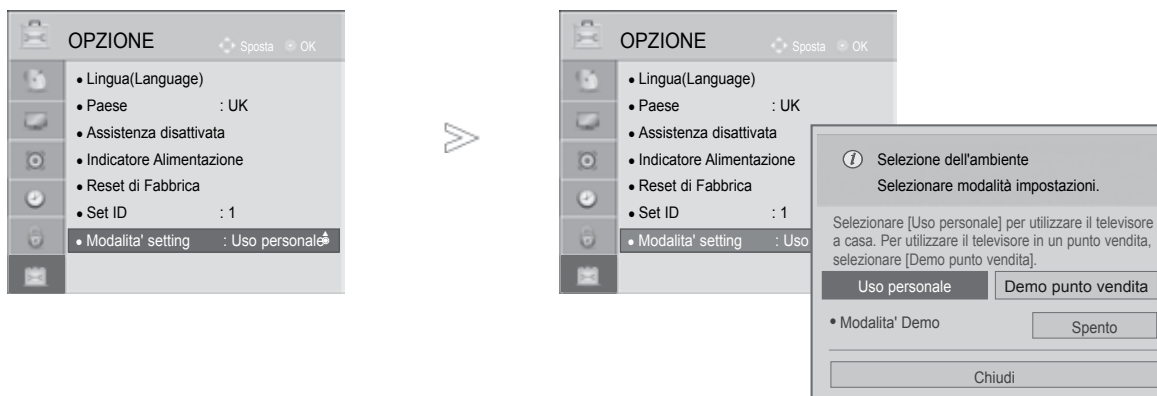 OPZIONE
Sposta OK
• Lingua(Language)
• Paese : UK
• Assistenza disattivata
• Indicatore Alimentazione
• Reset di Fabbrica
• Set ID : 1
• Modalita' setting : Uso personale
>
OPZIONE
Sposta OK
• Lingua(Language)
• Paese : UK
• Assistenza disattivata
• Indicatore Alimentazione
• Reset di Fabbrica
• Set ID : 1
• Modalita' setting : Uso
i Selezione dell'ambiente
Selezionare modalità impostazioni.
Selezionare [Uso personale] per utilizzare il televisore
a casa. Per utilizzare il televisore in un punto vendita,
selezionare [Demo punto vendita].
Uso personale Demo punto vendita
• Modalita' Demo Spento
Chiudi